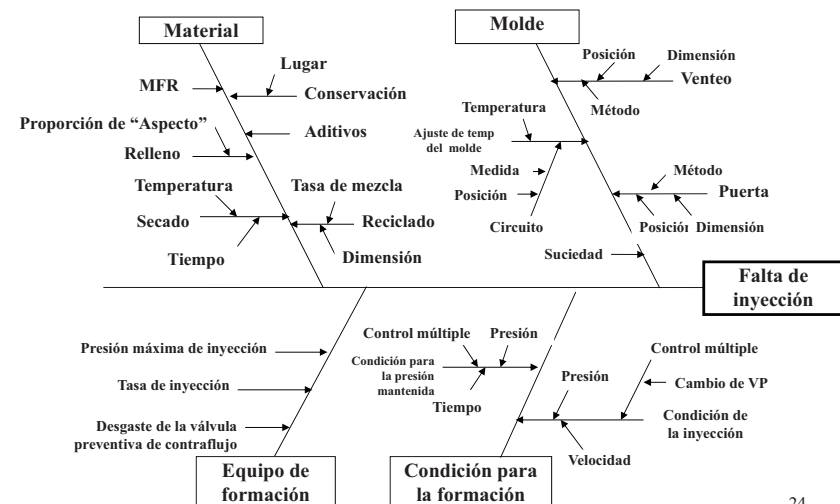 Material
Molde
Lugar
MFR
Conservación
Proporción de “Aspecto”
Aditivos
Relleno
Temperatura
Tasa de mezcla
Secado
Reciclado
Tiempo
Dimensión
Posición
Dimensión
Venteo
Método
Temperatura
Ajuste de temp
del molde
Medida
Posición
Circuito
Método
Puerta
Posición
Dimensión
Suciedad
Falta de
inyección
Presión máxima de inyección
Tasa de inyección
Desgaste de la válvula
preventiva de contraflujo
Equipo de
formación
Control múltiple
Presión
Condición para
la presión
mantenida
Tiempo
Control múltiple
Cambio de VP
Presión
Condición de
la inyección
Velocidad
Condición para
la formación
24